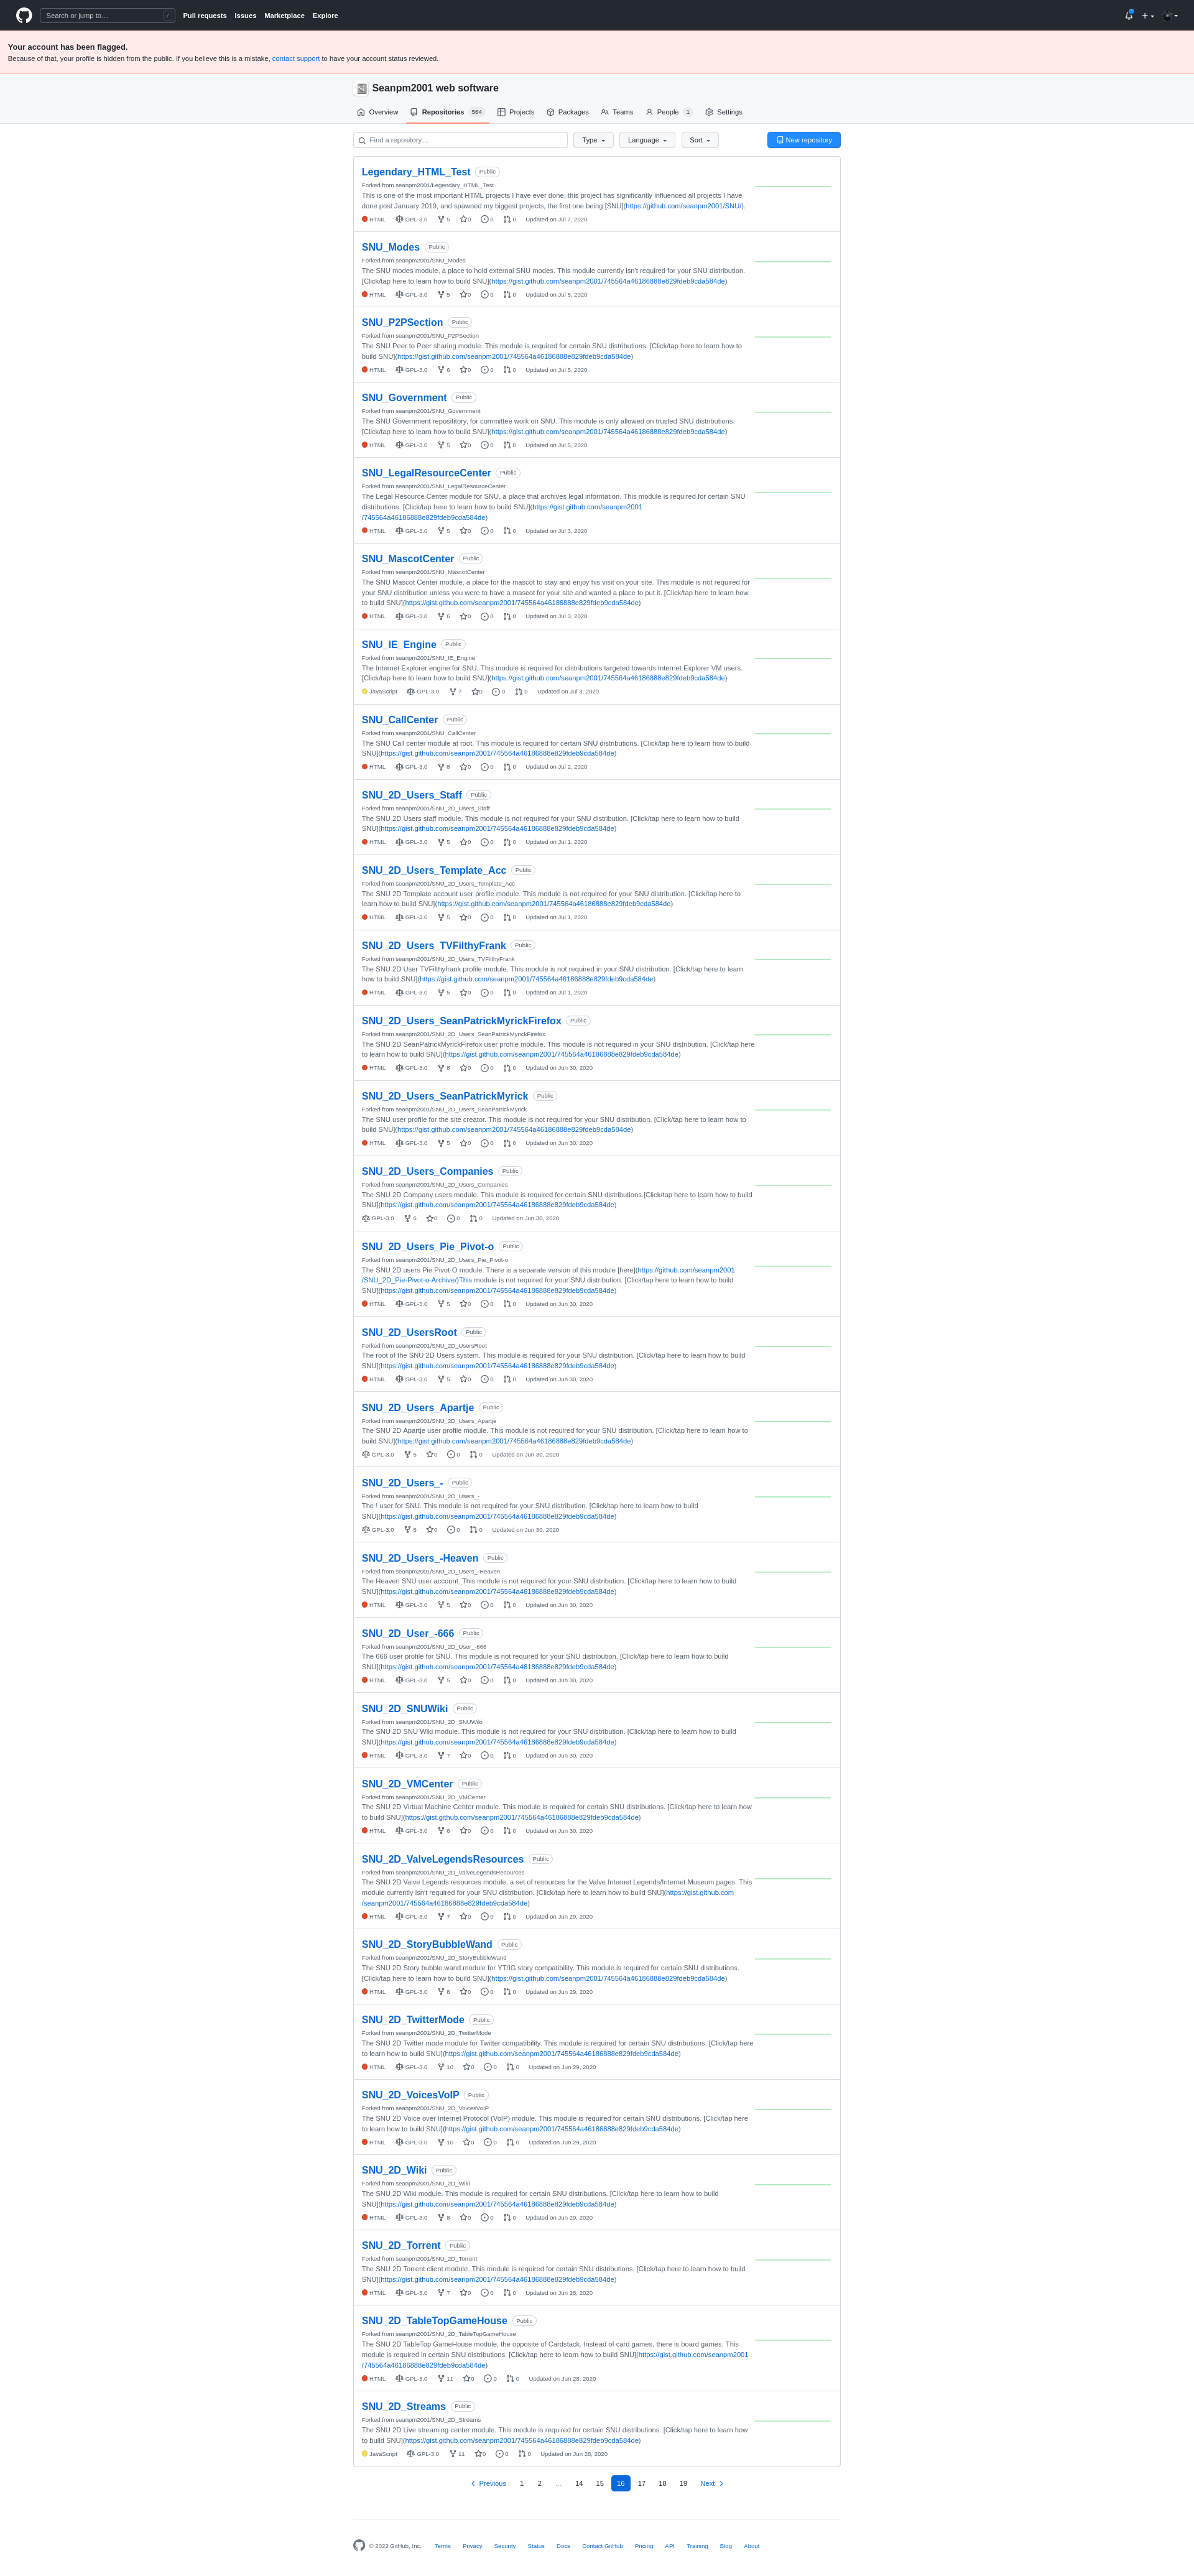 Search or jump to… /
Pull requests Issues Marketplace Explore
Your account has been flagged.
Because of that, your profile is hidden from the public. If you believe this is a mistake, contact support to have your account status reviewed.
Seanpm2001 web software
Overview Repositories 564 Projects Packages Teams People 1 Settings
Find a repository… Type Language Sort New repository
Legendary_HTML_Test Public
Forked from seanpm2001/Legendary_HTML_Test
This is one of the most important HTML projects I have ever done, this project has significantly influenced all projects I have
done post January 2019, and spawned my biggest projects, the first one being [SNU](https://github.com/seanpm2001/SNU/).
HTML GPL-3.0 5 0 0 0 Updated on Jul 7, 2020
SNU_Modes Public
Forked from seanpm2001/SNU_Modes
The SNU modes module, a place to hold external SNU modes. This module currently isn't required for your SNU distribution.
[Click/tap here to learn how to build SNU](https://gist.github.com/seanpm2001/745564a46186888e829fdeb9cda584de)
HTML GPL-3.0 5 0 0 0 Updated on Jul 5, 2020
SNU_P2PSection Public
Forked from seanpm2001/SNU_P2PSection
The SNU Peer to Peer sharing module. This module is required for certain SNU distributions. [Click/tap here to learn how to
build SNU](https://gist.github.com/seanpm2001/745564a46186888e829fdeb9cda584de)
HTML GPL-3.0 6 0 0 0 Updated on Jul 5, 2020
SNU_Government Public
Forked from seanpm2001/SNU_Government
The SNU Government reposititory, for committee work on SNU. This module is only allowed on trusted SNU distributions.
[Click/tap here to learn how to build SNU](https://gist.github.com/seanpm2001/745564a46186888e829fdeb9cda584de)
HTML GPL-3.0 5 0 0 0 Updated on Jul 5, 2020
SNU_LegalResourceCenter Public
Forked from seanpm2001/SNU_LegalResourceCenter
The Legal Resource Center module for SNU, a place that archives legal information. This module is required for certain SNU
distributions. [Click/tap here to learn how to build SNU](https://gist.github.com/seanpm2001
/745564a46186888e829fdeb9cda584de)
HTML GPL-3.0 5 0 0 0 Updated on Jul 3, 2020
SNU_MascotCenter Public
Forked from seanpm2001/SNU_MascotCenter
The SNU Mascot Center module, a place for the mascot to stay and enjoy his visit on your site. This module is not required for
your SNU distribution unless you were to have a mascot for your site and wanted a place to put it. [Click/tap here to learn how
to build SNU](https://gist.github.com/seanpm2001/745564a46186888e829fdeb9cda584de)
HTML GPL-3.0 6 0 0 0 Updated on Jul 3, 2020
SNU_IE_Engine Public
Forked from seanpm2001/SNU_IE_Engine
The Internet Explorer engine for SNU. This module is required for distributions targeted towards Internet Explorer VM users.
[Click/tap here to learn how to build SNU](https://gist.github.com/seanpm2001/745564a46186888e829fdeb9cda584de)
JavaScript GPL-3.0 7 0 0 0 Updated on Jul 3, 2020
SNU_CallCenter Public
Forked from seanpm2001/SNU_CallCenter
The SNU Call center module at root. This module is required for certain SNU distributions. [Click/tap here to learn how to build
SNU](https://gist.github.com/seanpm2001/745564a46186888e829fdeb9cda584de)
HTML GPL-3.0 8 0 0 0 Updated on Jul 2, 2020
SNU_2D_Users_Staff Public
Forked from seanpm2001/SNU_2D_Users_Staff
The SNU 2D Users staff module. This module is not required for your SNU distribution. [Click/tap here to learn how to build
SNU](https://gist.github.com/seanpm2001/745564a46186888e829fdeb9cda584de)
HTML GPL-3.0 5 0 0 0 Updated on Jul 1, 2020
SNU_2D_Users_Template_Acc Public
Forked from seanpm2001/SNU_2D_Users_Template_Acc
The SNU 2D Template account user profile module. This module is not required for your SNU distribution. [Click/tap here to
learn how to build SNU](https://gist.github.com/seanpm2001/745564a46186888e829fdeb9cda584de)
HTML GPL-3.0 5 0 0 0 Updated on Jul 1, 2020
SNU_2D_Users_TVFilthyFrank Public
Forked from seanpm2001/SNU_2D_Users_TVFilthyFrank
The SNU 2D User TVFilthyfrank profile module. This module is not required in your SNU distribution. [Click/tap here to learn
how to build SNU](https://gist.github.com/seanpm2001/745564a46186888e829fdeb9cda584de)
HTML GPL-3.0 5 0 0 0 Updated on Jul 1, 2020
SNU_2D_Users_SeanPatrickMyrickFirefox Public
Forked from seanpm2001/SNU_2D_Users_SeanPatrickMyrickFirefox
The SNU 2D SeanPatrickMyrickFirefox user profile module. This module is not required in your SNU distribution. [Click/tap here
to learn how to build SNU](https://gist.github.com/seanpm2001/745564a46186888e829fdeb9cda584de)
HTML GPL-3.0 8 0 0 0 Updated on Jun 30, 2020
SNU_2D_Users_SeanPatrickMyrick Public
Forked from seanpm2001/SNU_2D_Users_SeanPatrickMyrick
The SNU user profile for the site creator. This module is not required for your SNU distribution. [Click/tap here to learn how to
build SNU](https://gist.github.com/seanpm2001/745564a46186888e829fdeb9cda584de)
HTML GPL-3.0 5 0 0 0 Updated on Jun 30, 2020
SNU_2D_Users_Companies Public
Forked from seanpm2001/SNU_2D_Users_Companies
The SNU 2D Company users module. This module is required for certain SNU distributions.[Click/tap here to learn how to build
SNU](https://gist.github.com/seanpm2001/745564a46186888e829fdeb9cda584de)
GPL-3.0 6 0 0 0 Updated on Jun 30, 2020
SNU_2D_Users_Pie_Pivot-o Public
Forked from seanpm2001/SNU_2D_Users_Pie_Pivot-o
The SNU 2D users Pie Pivot-O module. There is a separate version of this module [here](https://github.com/seanpm2001
/SNU_2D_Pie-Pivot-o-Archive/)This module is not required for your SNU distribution. [Click/tap here to learn how to build
SNU](https://gist.github.com/seanpm2001/745564a46186888e829fdeb9cda584de)
HTML GPL-3.0 5 0 0 0 Updated on Jun 30, 2020
SNU_2D_UsersRoot Public
Forked from seanpm2001/SNU_2D_UsersRoot
The root of the SNU 2D Users system. This module is required for your SNU distribution. [Click/tap here to learn how to build
SNU](https://gist.github.com/seanpm2001/745564a46186888e829fdeb9cda584de)
HTML GPL-3.0 5 0 0 0 Updated on Jun 30, 2020
SNU_2D_Users_Apartje Public
Forked from seanpm2001/SNU_2D_Users_Apartje
The SNU 2D Apartje user profile module. This module is not required for your SNU distribution. [Click/tap here to learn how to
build SNU](https://gist.github.com/seanpm2001/745564a46186888e829fdeb9cda584de)
GPL-3.0 5 0 0 0 Updated on Jun 30, 2020
SNU_2D_Users_- Public
Forked from seanpm2001/SNU_2D_Users_-
The ! user for SNU. This module is not required for your SNU distribution. [Click/tap here to learn how to build
SNU](https://gist.github.com/seanpm2001/745564a46186888e829fdeb9cda584de)
GPL-3.0 5 0 0 0 Updated on Jun 30, 2020
SNU_2D_Users_-Heaven Public
Forked from seanpm2001/SNU_2D_Users_-Heaven
The Heaven SNU user account. This module is not required for your SNU distribution. [Click/tap here to learn how to build
SNU](https://gist.github.com/seanpm2001/745564a46186888e829fdeb9cda584de)
HTML GPL-3.0 5 0 0 0 Updated on Jun 30, 2020
SNU_2D_User_-666 Public
Forked from seanpm2001/SNU_2D_User_-666
The 666 user profile for SNU. This module is not required for your SNU distribution. [Click/tap here to learn how to build
SNU](https://gist.github.com/seanpm2001/745564a46186888e829fdeb9cda584de)
HTML GPL-3.0 5 0 0 0 Updated on Jun 30, 2020
SNU_2D_SNUWiki Public
Forked from seanpm2001/SNU_2D_SNUWiki
The SNU 2D SNU Wiki module. This module is not required for your SNU distribution. [Click/tap here to learn how to build
SNU](https://gist.github.com/seanpm2001/745564a46186888e829fdeb9cda584de)
HTML GPL-3.0 7 0 0 0 Updated on Jun 30, 2020
SNU_2D_VMCenter Public
Forked from seanpm2001/SNU_2D_VMCenter
The SNU 2D Virtual Machine Center module. This module is required for certain SNU distributions. [Click/tap here to learn how
to build SNU](https://gist.github.com/seanpm2001/745564a46186888e829fdeb9cda584de)
HTML GPL-3.0 6 0 0 0 Updated on Jun 30, 2020
SNU_2D_ValveLegendsResources Public
Forked from seanpm2001/SNU_2D_ValveLegendsResources
The SNU 2D Valve Legends resources module, a set of resources for the Valve Internet Legends/Internet Museum pages. This
module currently isn't required for your SNU distribution. [Click/tap here to learn how to build SNU](https://gist.github.com
/seanpm2001/745564a46186888e829fdeb9cda584de)
HTML GPL-3.0 7 0 0 0 Updated on Jun 29, 2020
SNU_2D_StoryBubbleWand Public
Forked from seanpm2001/SNU_2D_StoryBubbleWand
The SNU 2D Story bubble wand module for YT/IG story compatibility. This module is required for certain SNU distributions.
[Click/tap here to learn how to build SNU](https://gist.github.com/seanpm2001/745564a46186888e829fdeb9cda584de)
HTML GPL-3.0 8 0 0 0 Updated on Jun 29, 2020
SNU_2D_TwitterMode Public
Forked from seanpm2001/SNU_2D_TwitterMode
The SNU 2D Twitter mode module for Twitter compatibility. This module is required for certain SNU distributions. [Click/tap here
to learn how to build SNU](https://gist.github.com/seanpm2001/745564a46186888e829fdeb9cda584de)
HTML GPL-3.0 10 0 0 0 Updated on Jun 29, 2020
SNU_2D_VoicesVoIP Public
Forked from seanpm2001/SNU_2D_VoicesVoIP
The SNU 2D Voice over Internet Protocol (VoIP) module. This module is required for certain SNU distributions. [Click/tap here
to learn how to build SNU](https://gist.github.com/seanpm2001/745564a46186888e829fdeb9cda584de)
HTML GPL-3.0 10 0 0 0 Updated on Jun 29, 2020
SNU_2D_Wiki Public
Forked from seanpm2001/SNU_2D_Wiki
The SNU 2D Wiki module. This module is required for certain SNU distributions. [Click/tap here to learn how to build
SNU](https://gist.github.com/seanpm2001/745564a46186888e829fdeb9cda584de)
HTML GPL-3.0 8 0 0 0 Updated on Jun 29, 2020
SNU_2D_Torrent Public
Forked from seanpm2001/SNU_2D_Torrent
The SNU 2D Torrent client module. This module is required for certain SNU distributions. [Click/tap here to learn how to build
SNU](https://gist.github.com/seanpm2001/745564a46186888e829fdeb9cda584de)
HTML GPL-3.0 7 0 0 0 Updated on Jun 28, 2020
SNU_2D_TableTopGameHouse Public
Forked from seanpm2001/SNU_2D_TableTopGameHouse
The SNU 2D TableTop GameHouse module, the opposite of Cardstack. Instead of card games, there is board games. This
module is required in certain SNU distributions. [Click/tap here to learn how to build SNU](https://gist.github.com/seanpm2001
/745564a46186888e829fdeb9cda584de)
HTML GPL-3.0 11 0 0 0 Updated on Jun 28, 2020
SNU_2D_Streams Public
Forked from seanpm2001/SNU_2D_Streams
The SNU 2D Live streaming center module. This module is required for certain SNU distributions. [Click/tap here to learn how
to build SNU](https://gist.github.com/seanpm2001/745564a46186888e829fdeb9cda584de)
JavaScript GPL-3.0 11 0 0 0 Updated on Jun 28, 2020
Previous 1 2 … 14 15 16 17 18 19 Next
© 2022 GitHub, Inc. Terms Privacy Security Status Docs Contact GitHub Pricing API Training Blog About